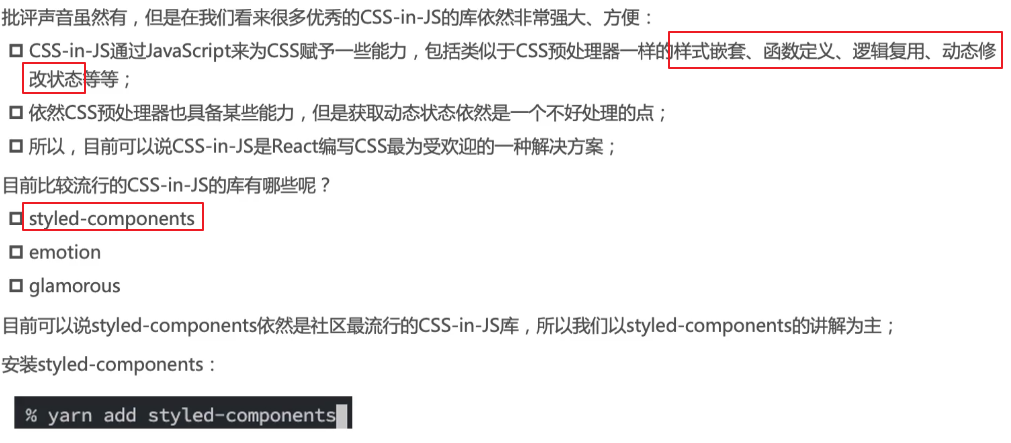 批评声音虽然有，但是在我们看来很多优秀的CSS-in-JS的库依然非常强大、方便：
CSS-in-JS通过JavaScript来为CSS赋予一些能力，包括类似于CSS预处理器一样的样式嵌套、函数定义、逻辑复用、动态修
改状态等等；
依然CSS预处理器也具备某些能力，但是获取动态状态依然是一个不好处理的点；
所以，目前可以说CSS-in-JS是React编写CSS最为受欢迎的一种解决方案；
目前比较流行的CSS-in-JS的库有哪些呢？
styled-components
emotion
glamorous
目前可以说styled-components依然是社区最流行的CSS-in-JS库，所以我们以styled-components的讲解为主；
安装styled-components：
% yarn add styled-components